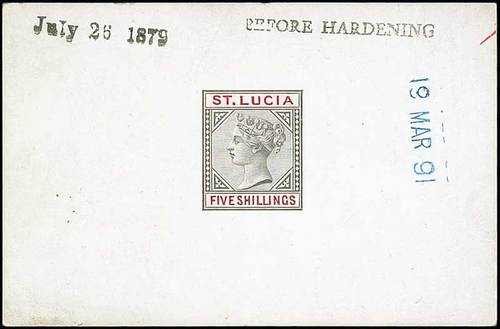 July 26 1879
BEFORE HARDENING
19 MAR 91
ST. LUCIA
FIVE SHILLINGS